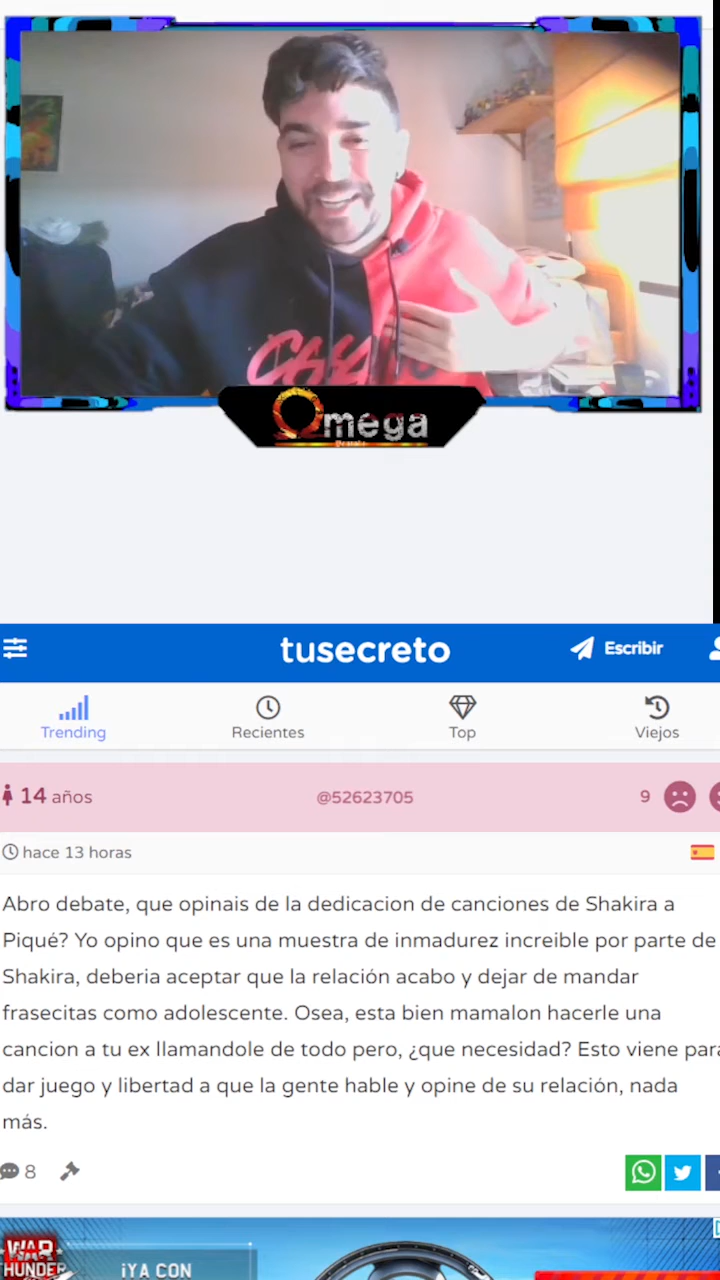 Omega
tusecreto
Escribir
Trending
Recientes
Top
Viejos
14 años
@52623705
9
hace 13 horas
Abro debate, que opinais de la dedicacion de canciones de Shakira a
Piqué? Yo opino que es una muestra de inmadurez increible por parte de
Shakira, deberia aceptar que la relación acabo y dejar de mandar
frasecitas como adolescente. Osea, esta bien mamalon hacerle una
cancion a tu ex llamandole de todo pero, ¿que necesidad? Esto viene para
dar juego y libertad a que la gente hable y opine de su relación, nada
más.
8
WAR
HUNDER
¡YA CON